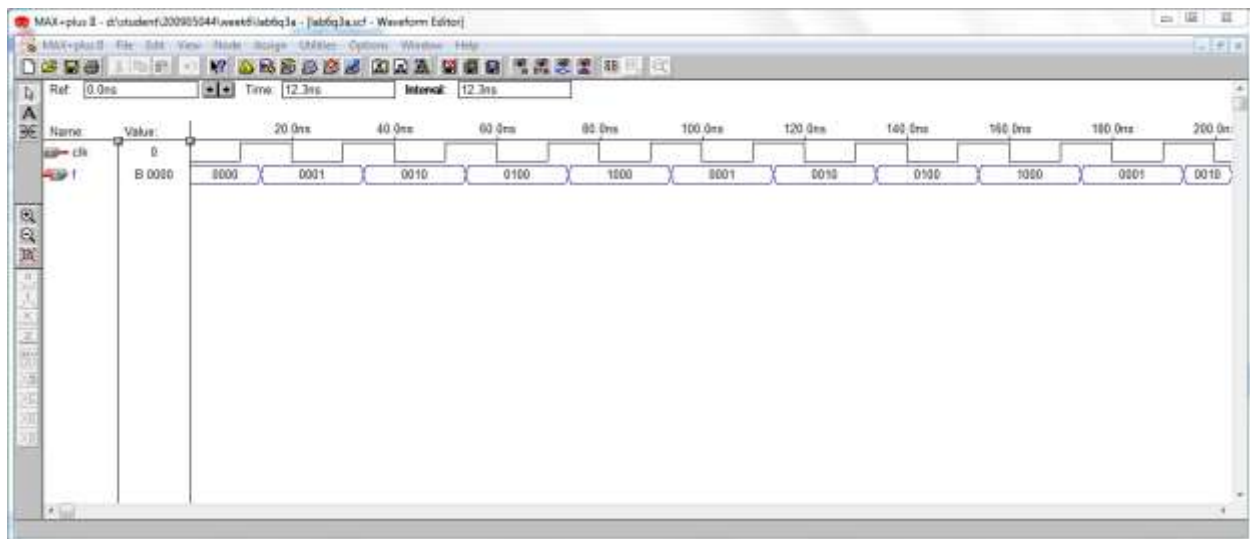 MAX+plus II - d:\student\200905044\week6\lab6q3a - [lab6q3a.scf - Waveform Editor]
MAX+plus II File Edit View Node Assign Utilities Options Window Help
Ref: 0.0ns Time: 12.3ns Interval: 12.3ns
Name: Value: 20.0ns 40.0ns 60.0ns 80.0ns 100.0ns 120.0ns 140.0ns 160.0ns 180.0ns 200.0n
clk 0
f B 0000 0000 0001 0010 0100 1000 0001 0010 0100 1000 0001 0010